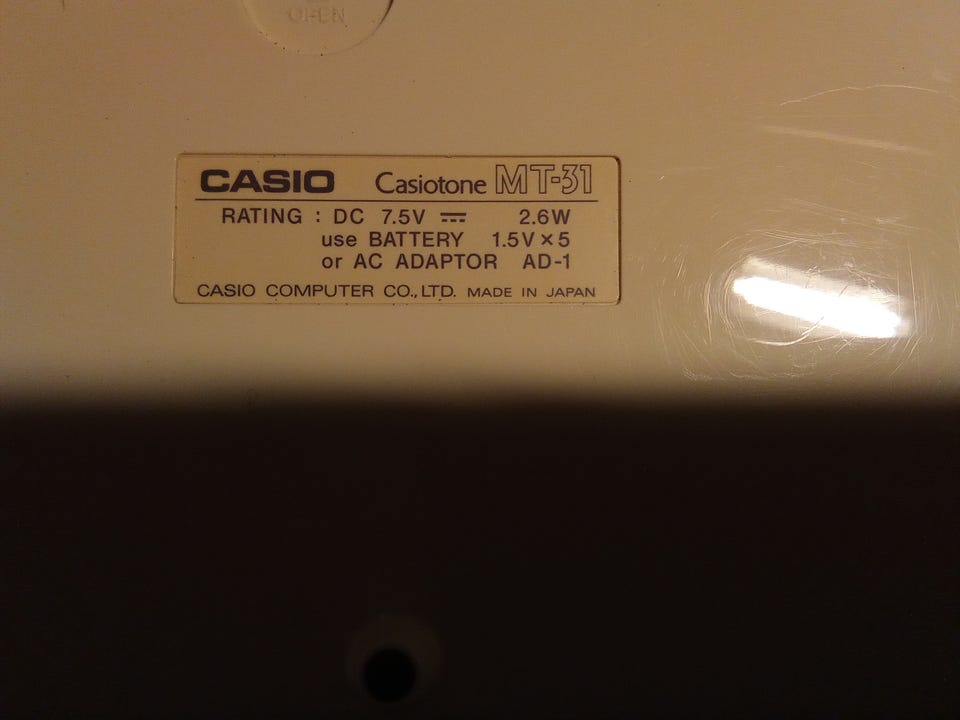 OPEN
CASIO Casiotone MT-31
RATING : DC 7.5V ⎓ 2.6W
use BATTERY 1.5V×5
or AC ADAPTOR AD-1
CASIO COMPUTER CO.,LTD. MADE IN JAPAN